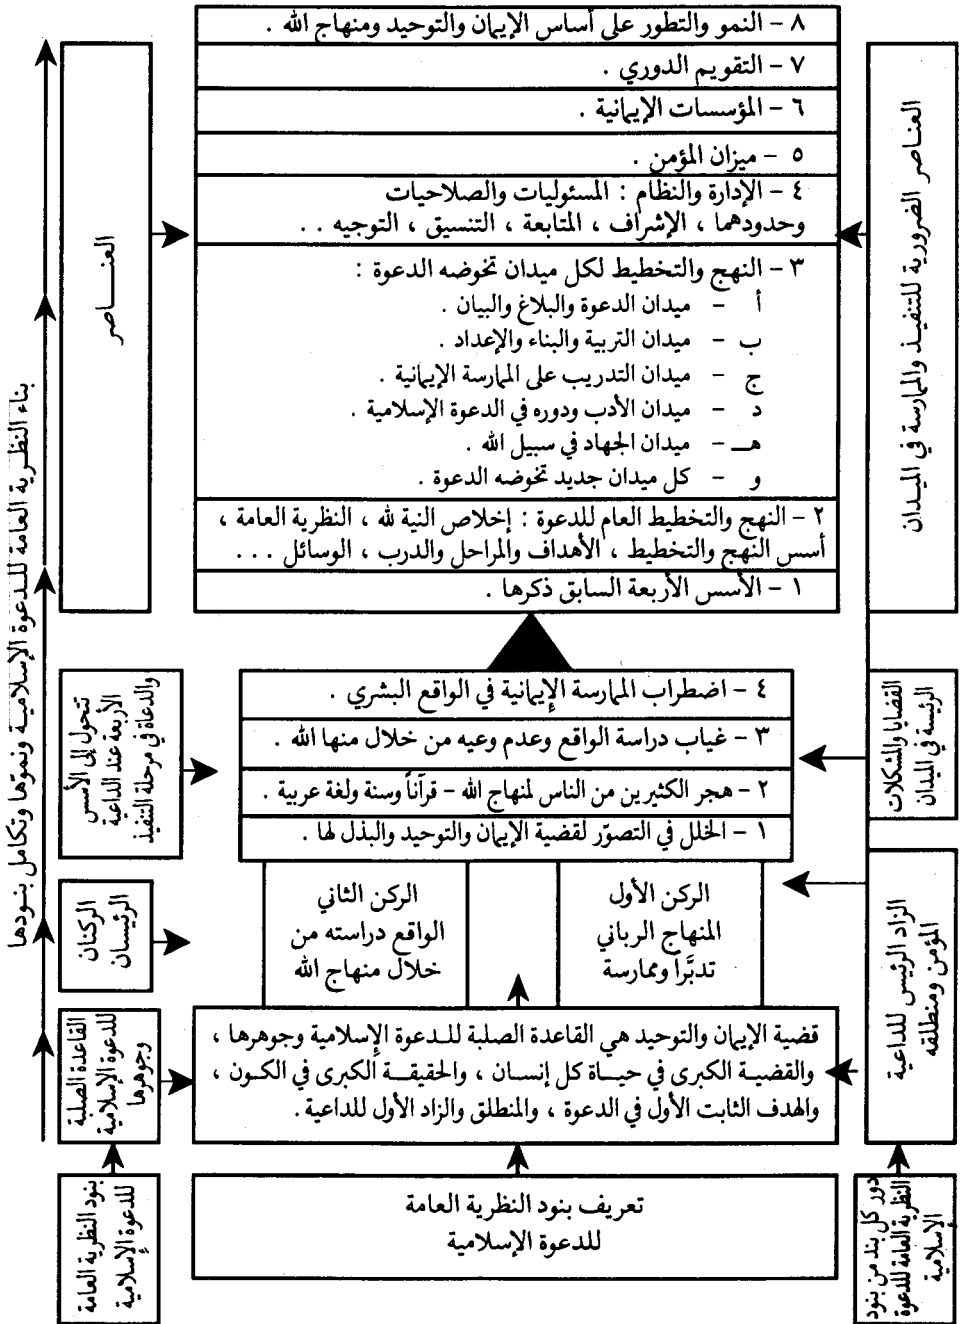 ٨ - النمو والتطور على أساس الإيمان والتوحيد ومنهاج الله .
٧ - التقويم الدوري .
٦ - المؤسسات الإيمانية .
٥ - ميزان المؤمن .
٤ - الإدارة والنظام : المسئوليات والصلاحيات
وحدودهما ، الإشراف ، المتابعة ، التنسيق ، التوجيه . .
٣ - النهج والتخطيط لكل ميدان تخوضه الدعوة :
أ - ميدان الدعوة والبلاغ والبيان .
ب - ميدان التربية والبناء والإعداد .
ج - ميدان التدريب على الممارسة الإيمانية .
د - ميدان الأدب ودوره في الدعوة الإسلامية .
هـ - ميدان الجهاد في سبيل الله .
و - كل ميدان جديد تخوضه الدعوة .
٢ - النهج والتخطيط العام للدعوة : إخلاص النية لله ، النظرية العامة ،
أسس النهج والتخطيط ، الأهداف والمراحل والدرب ، الوسائل . . .
١ - الأسس الأربعة السابق ذكرها .
العناصر الضرورية للتنفيذ والممارسة في الميدان
العناصر
بناء النظرية العامة للدعوة الإسلامية ونموّها وتكامل بنودها
٤ - اضطراب الممارسة الإيمانية في الواقع البشري .
٣ - غياب دراسة الواقع وعدم وعيه من خلال منهاج الله .
٢ - هجر الكثيرين من الناس لمنهاج الله - قرآناً وسنة ولغة عربية .
١ - الخلل في التصوّر لقضية الإيمان والتوحيد والبذل لها .
القضايا والمشكلات
الرئيسة في الميدان
تتحول إلى الأسس
الأربعة عند الداعية
والدعاة في مرحلة التنفيذ
الركن الأول
المنهاج الرباني
تدبَّراً وممارسة
الركن الثاني
الواقع دراسته من
خلال منهاج الله
الركنان
الرئيسان
الزاد الرئيس للداعية
المؤمن ومنطلقه
قضية الإيمان والتوحيد هي القاعدة الصلبة للدعوة الإسلامية وجوهرها ،
والقضية الكبرى في حياة كل إنسان ، والحقيقة الكبرى في الكون ،
والهدف الثابت الأول في الدعوة ، والمنطلق والزاد الأول للداعية .
القاعدة الصلبة
للدعوة الإسلامية
وجوهرها
تعريف بنود النظرية العامة
للدعوة الإسلامية
دور كل بند من بنود
النظرية العامة للدعوة
الإسلامية
بنود النظرية العامة
للدعوة الإسلامية